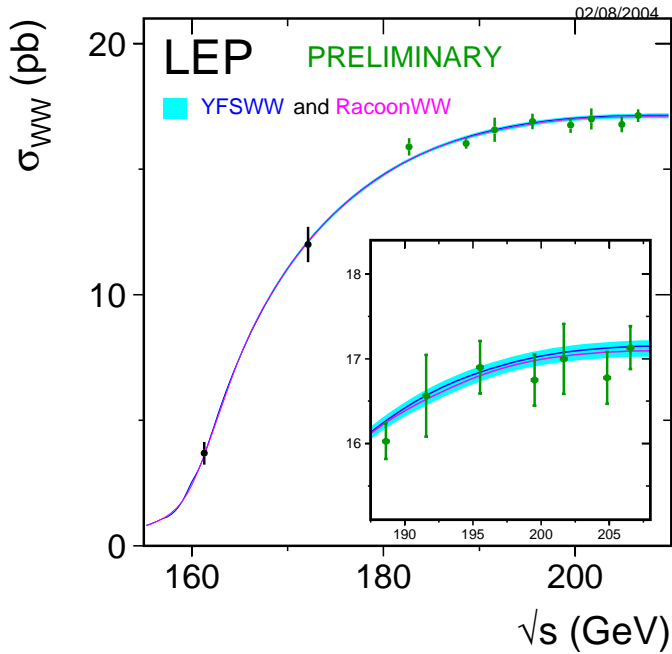 02/08/2004
LEP PRELIMINARY
YFSWW and RacoonWW
σWW (pb)
20
10
0
160 180 200
√s (GeV)
18
17
16
190 195 200 205